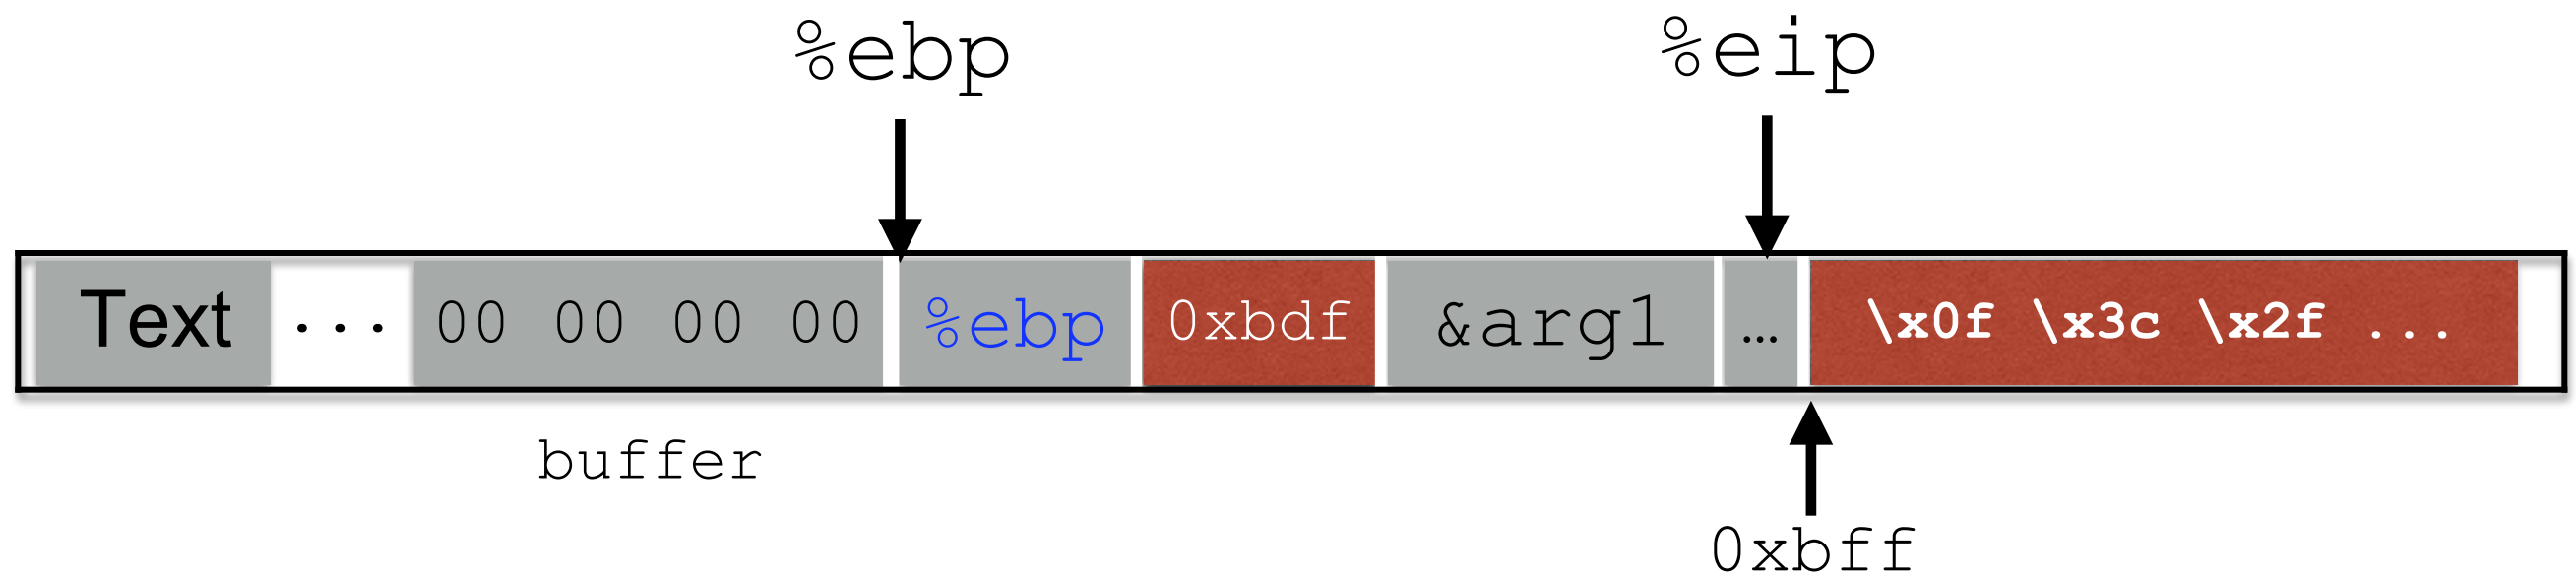 %ebp %eip
Text ... 00 00 00 00 %ebp 0xbdf &arg1 … \x0f \x3c \x2f ...
buffer
0xbff